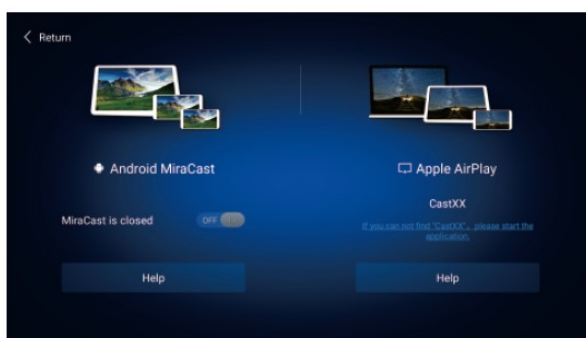 Return
Android MiraCast
Apple AirPlay
CastXX
MiraCast is closed
OFF
If you can not find "CastXX", please start the
application.
Help
Help